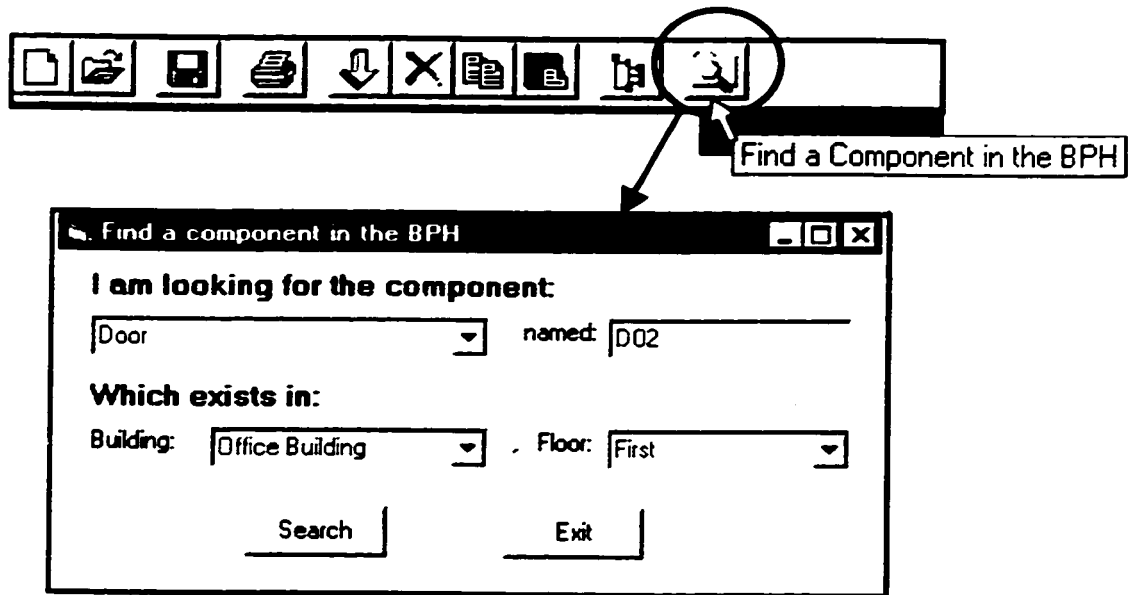 Find a Component in the BPH
Find a component in the BPH
I am looking for the component:
Door named: D02
Which exists in:
Building: Office Building , Floor: First
Search Exit